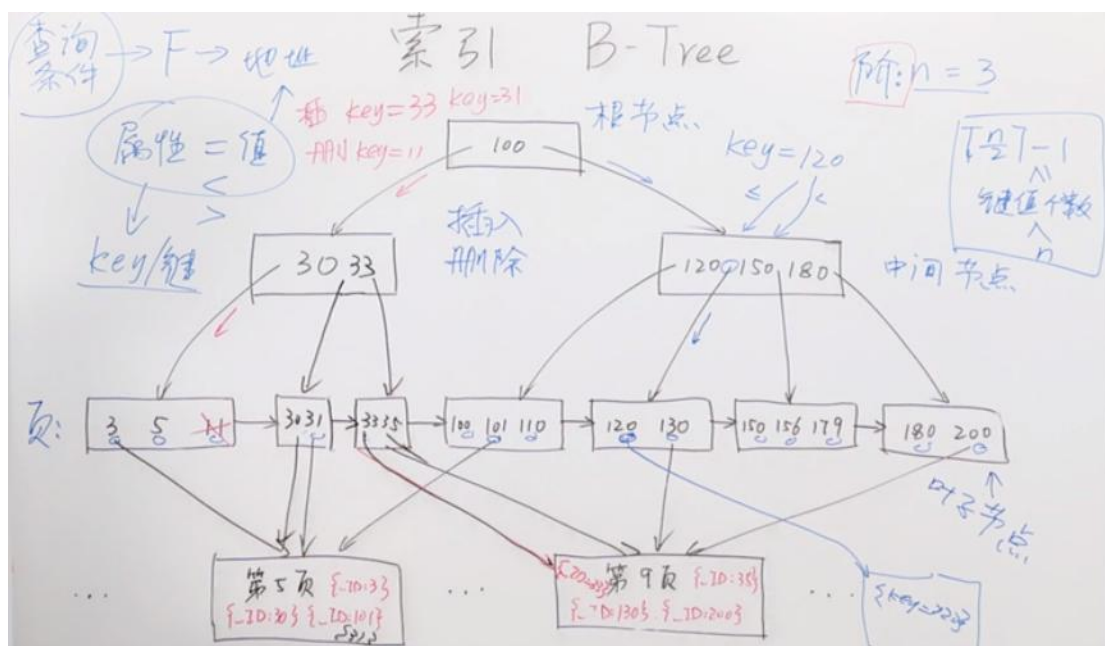 索引 B-Tree
查询条件 → F → 地址
阶: n = 3
属性 = 值
<
>
key/键
插 key=33 key=31
删 key=11
100
根节点
key=120
≤ <
⌈n/2⌉-1
键值个数
n
插入
删除
30 33
120 150 180
中间节点
页:
3 5 11
30 31
33 35
100 101 110
120 130
150 156 179
180 200
叶子节点
...
第5页 {_ID:3}
{_ID:30} {_ID:101}
{31}
...
第9页 {_ID:35}
{_ID:130} {_ID:200}
...